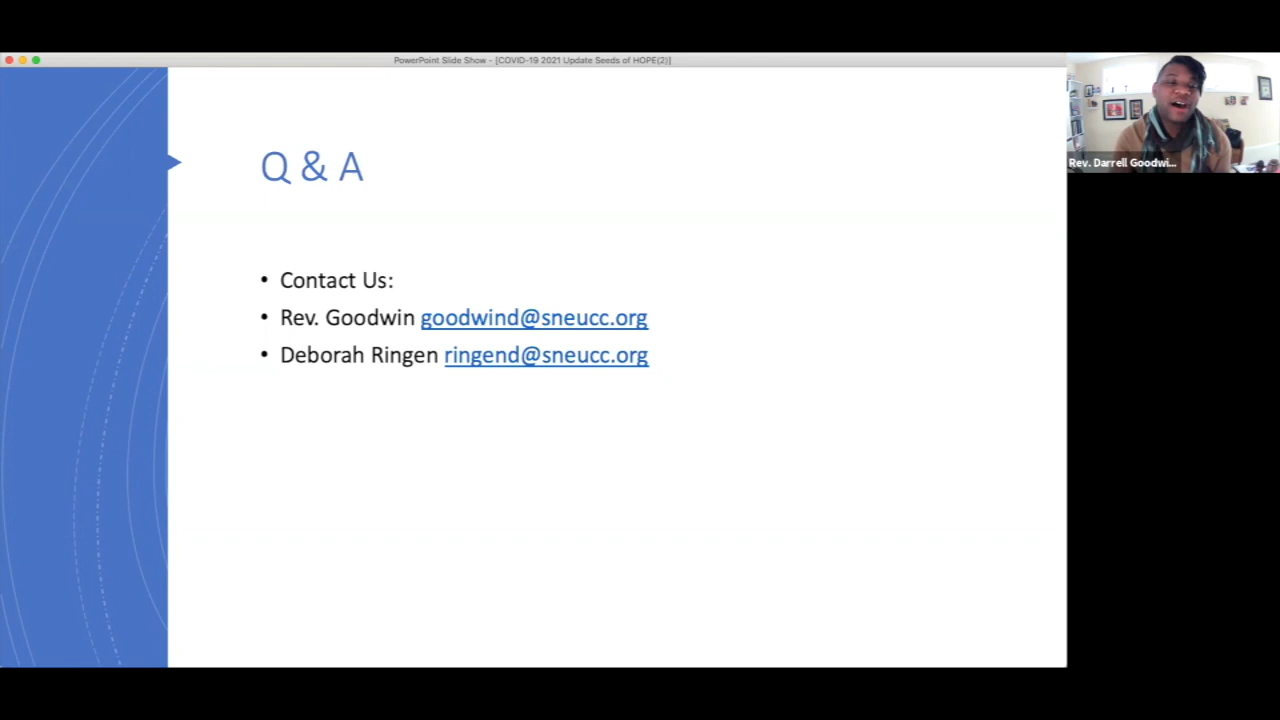 PowerPoint Slide Show - [COVID-19 2021 Update Seeds of HOPE(2)]
Rev. Darrell Goodwi...
Q & A
• Contact Us:
• Rev. Goodwin goodwind@sneucc.org
• Deborah Ringen ringend@sneucc.org